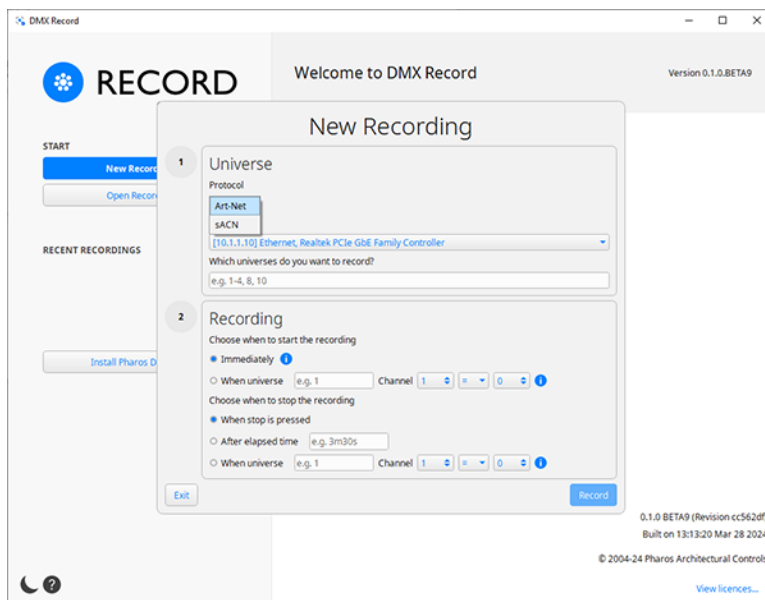 DMX Record
RECORD
Welcome to DMX Record
Version 0.1.0.BETA9
START
New Record
Open Recor
RECENT RECORDINGS
Install Pharos D
New Recording
1
Universe
Protocol
Art-Net
sACN
[10.1.1.10] Ethernet, Realtek PCIe GbE Family Controller
Which universes do you want to record?
e.g. 1-4, 8, 10
2
Recording
Choose when to start the recording
Immediately
When universe e.g. 1 Channel 1 = 0
Choose when to stop the recording
When stop is pressed
After elapsed time e.g. 3m30s
When universe e.g. 1 Channel 1 = 0
Exit
Record
0.1.0 BETA9 (Revision cc562df
Built on 13:13:20 Mar 28 2024
© 2004-24 Pharos Architectural Controls
View licences...